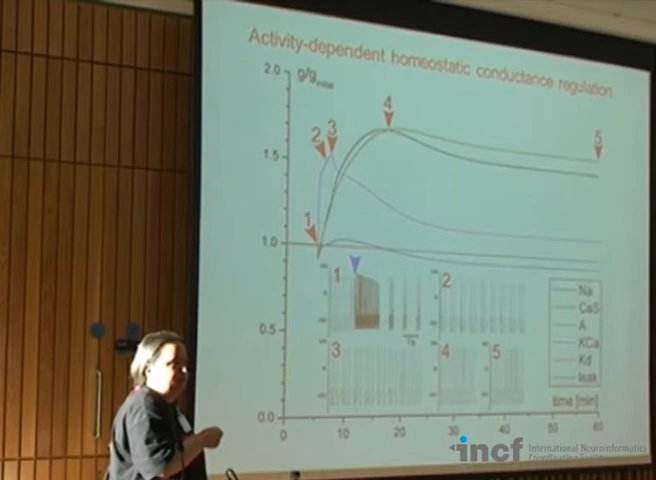 Activity-dependent homeostatic conductance regulation
2.0
g/g
4
2 3
5
1.5
1
1.0
1
2
Na
CaS
A
KCa
Kd
leak
0.5
3
4
5
time [min]
0.0
0
10
20
30
40
50
60
incf
International Neuroinformatics
Coordinating Facility